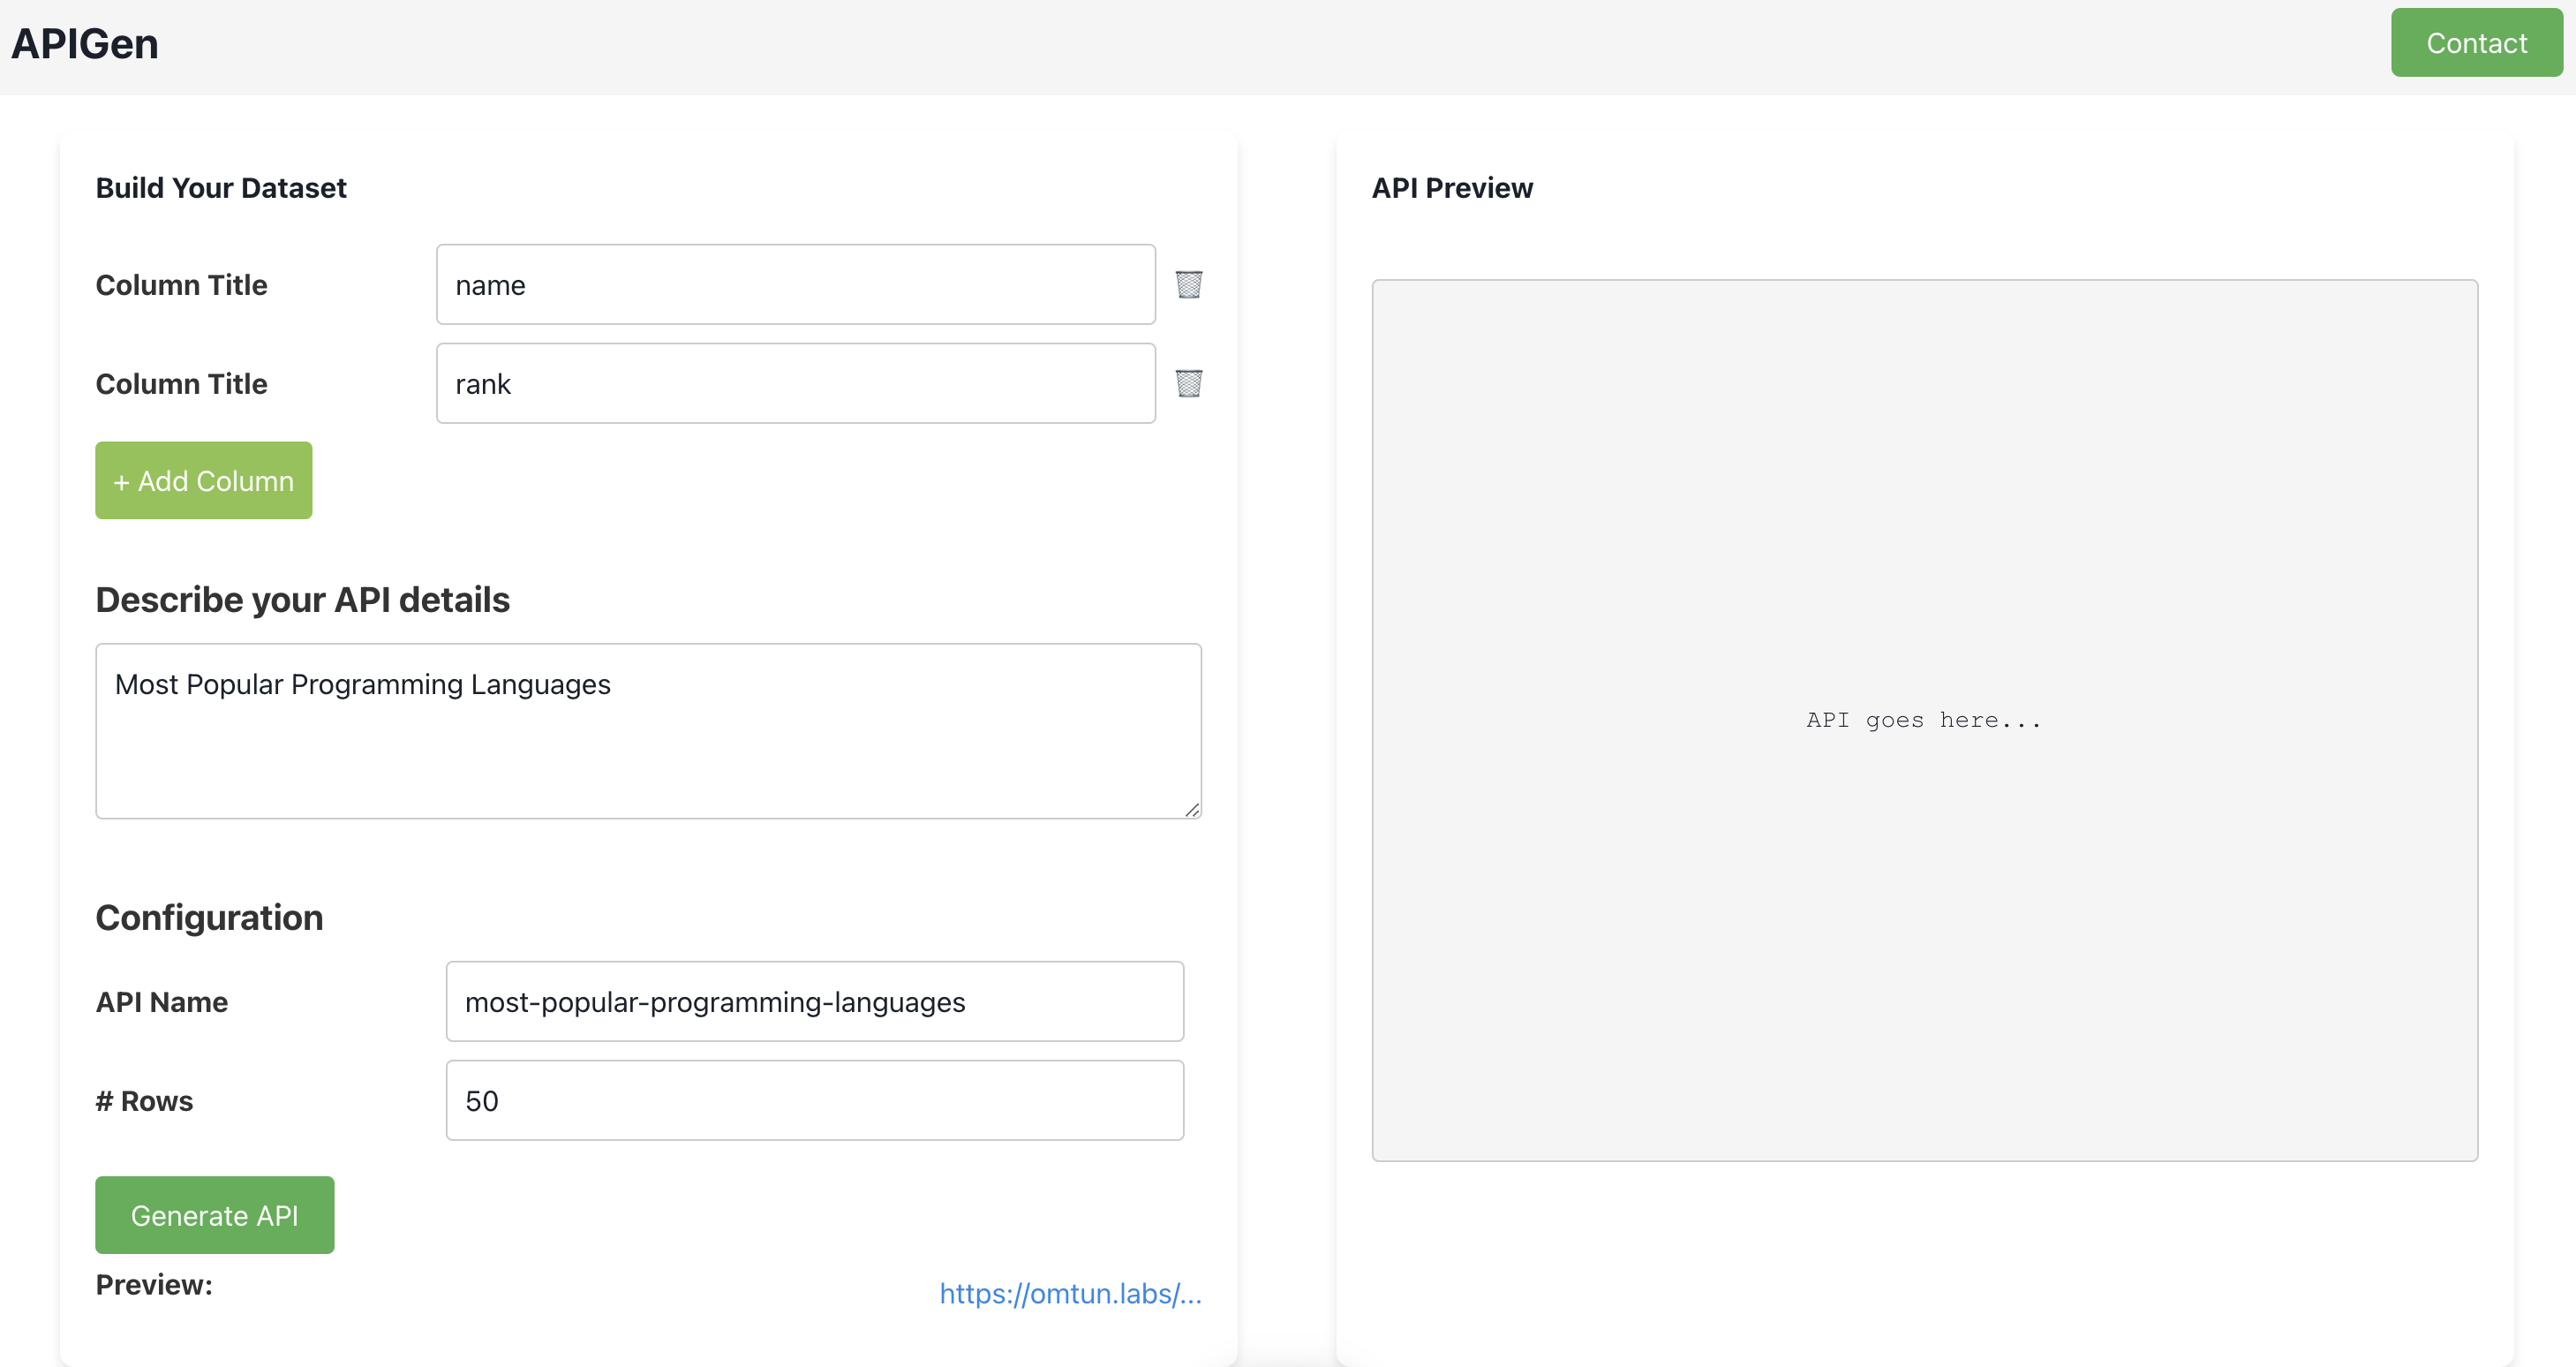 APIGen
Contact
Build Your Dataset
Column Title
name
Column Title
rank
+ Add Column
Describe your API details
Most Popular Programming Languages
Configuration
API Name
most-popular-programming-languages
# Rows
50
Generate API
Preview:
https://omtun.labs/...
API Preview
API goes here...